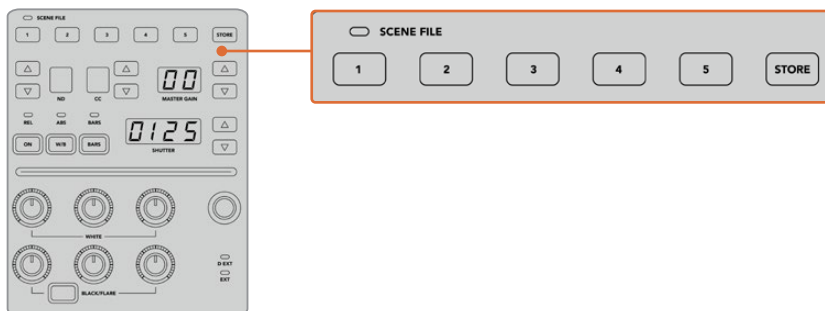 SCENE FILE
1 2 3 4 5 STORE
ND CC 00
MASTER GAIN
REL ABS BARS
ON W/B BARS 0125
SHUTTER
WHITE
D-EXT
EXT
BLACK/FLARE
SCENE FILE
1 2 3 4 5 STORE